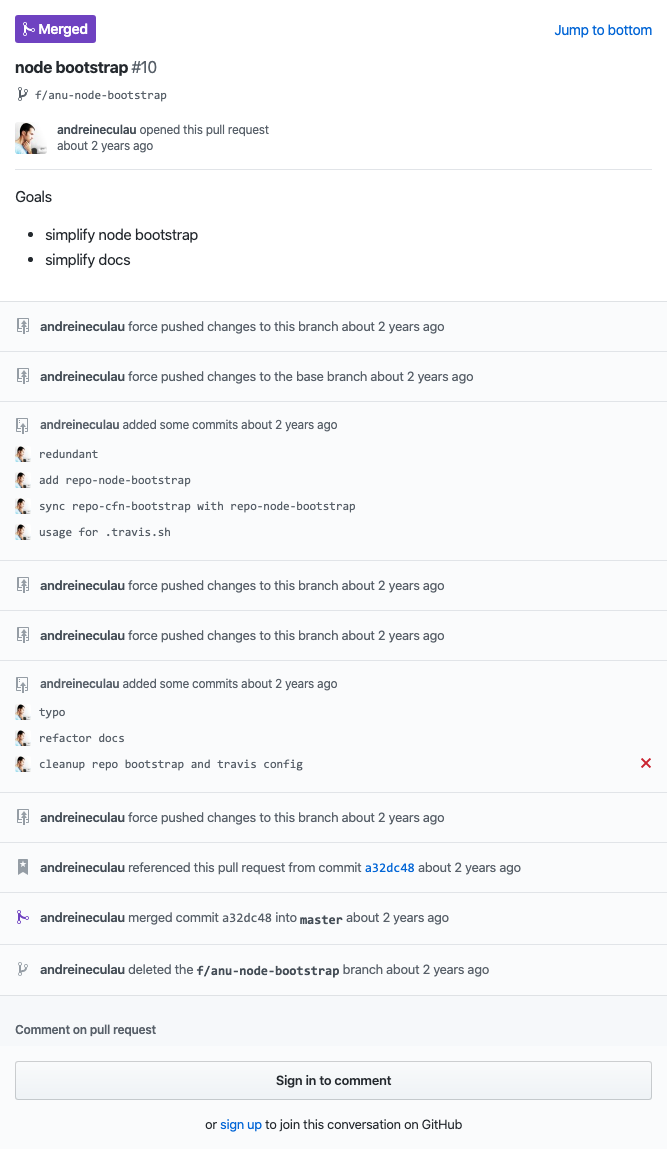 Merged
Jump to bottom
node bootstrap #10
f/anu-node-bootstrap
andreineculau opened this pull request
about 2 years ago
Goals
• simplify node bootstrap
• simplify docs
andreineculau force pushed changes to this branch about 2 years ago
andreineculau force pushed changes to the base branch about 2 years ago
andreineculau added some commits about 2 years ago
redundant
add repo-node-bootstrap
sync repo-cfn-bootstrap with repo-node-bootstrap
usage for .travis.sh
andreineculau force pushed changes to this branch about 2 years ago
andreineculau force pushed changes to this branch about 2 years ago
andreineculau added some commits about 2 years ago
typo
refactor docs
cleanup repo bootstrap and travis config
andreineculau force pushed changes to this branch about 2 years ago
andreineculau referenced this pull request from commit a32dc48 about 2 years ago
andreineculau merged commit a32dc48 into master about 2 years ago
andreineculau deleted the f/anu-node-bootstrap branch about 2 years ago
Comment on pull request
Sign in to comment
or sign up to join this conversation on GitHub